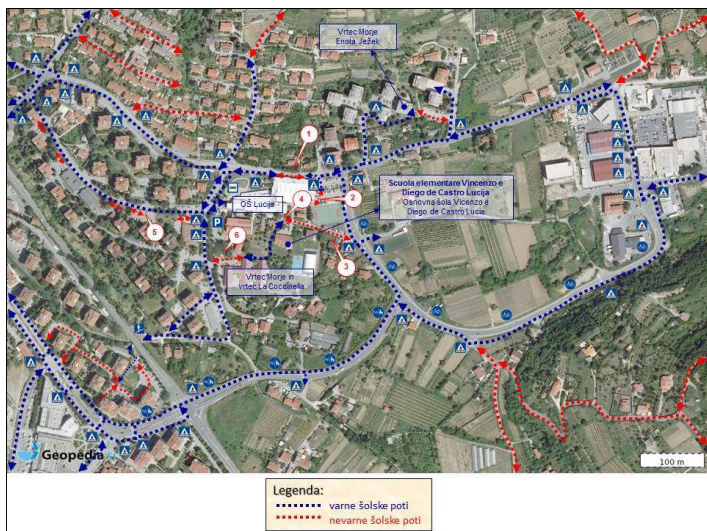 Vrtec Morje
Enota Ježek
1
Scuola elementare Vincenzo e
Diego de Castro Lucija
Osnovna šola Vicenzo e
Diego de Castro Lucia
4
2
OŠ Lucija
5
P
6
3
Vrtec Morje in
vrtec La Coccinella
Geopedia
100 m
Legenda:
varne šolske poti
nevarne šolske poti